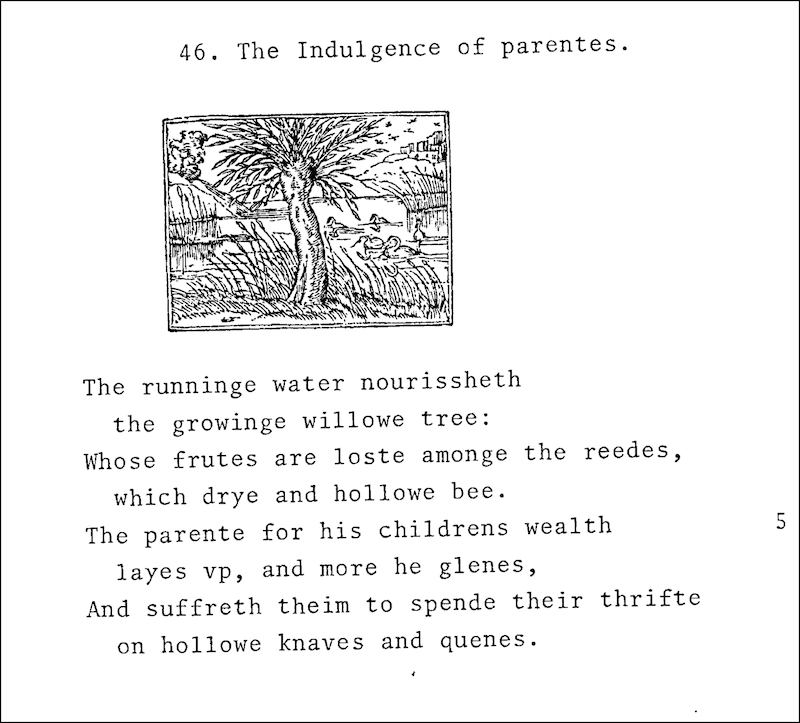 46. The Indulgence of parentes.
The runninge water nourissheth
the growinge willowe tree:
Whose frutes are loste amonge the reedes,
which drye and hollowe bee.
The parente for his childrens wealth
5
layes vp, and more he glenes,
And suffreth theim to spende their thrifte
on hollowe knaves and quenes.